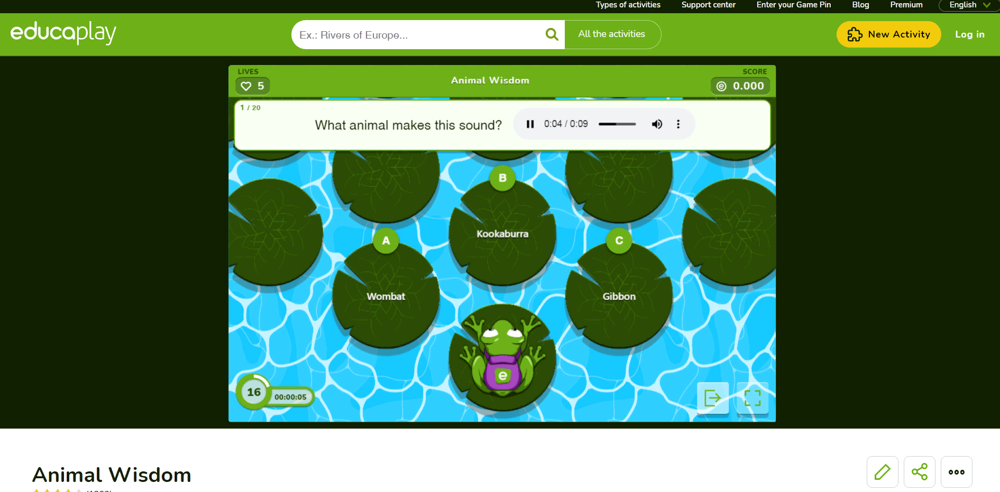 Types of activities Support center Enter your Game Pin Blog Premium English
educaplay Ex.: Rivers of Europe... All the activities New Activity Log in
LIVES
5
Animal Wisdom
SCORE
0.000
1 / 20
What animal makes this sound? 0:04 / 0:09
B
Kookaburra
A
Wombat
C
Gibbon
e
16 00:00:05
Animal Wisdom